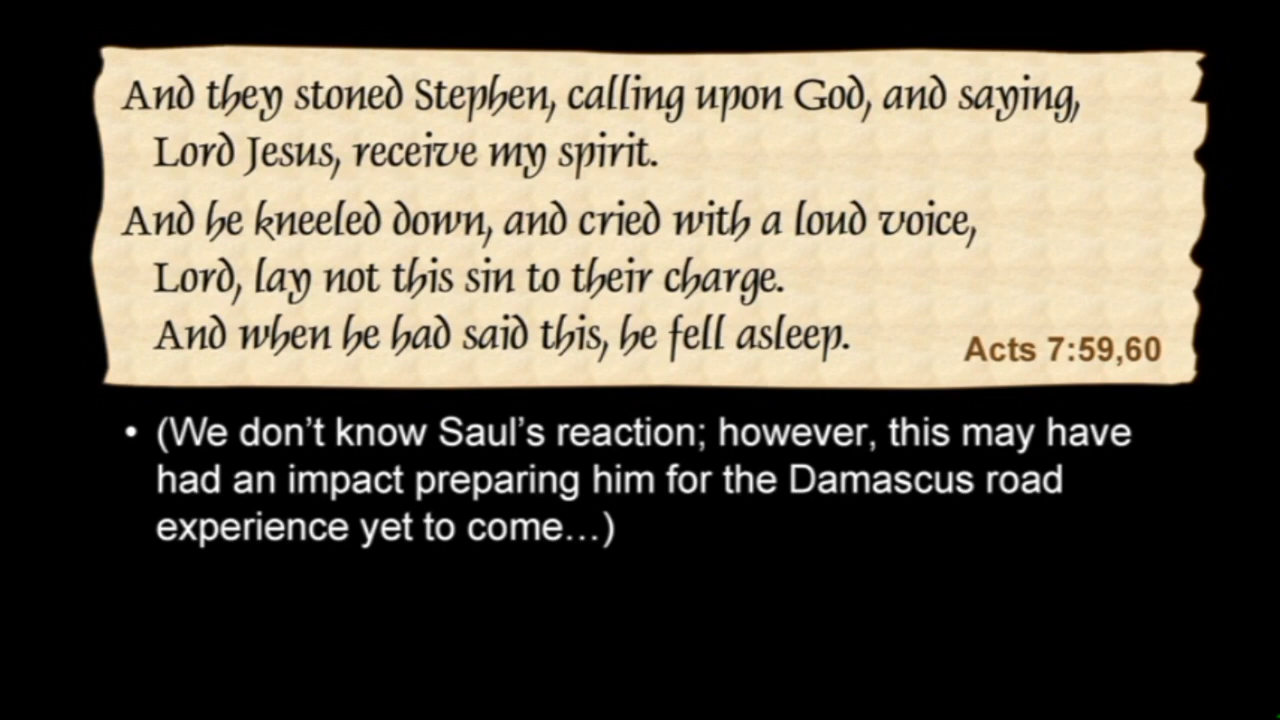 And they stoned Stephen, calling upon God, and saying,
Lord Jesus, receive my spirit.
And he kneeled down, and cried with a loud voice,
Lord, lay not this sin to their charge.
And when he had said this, he fell asleep.
Acts 7:59,60
• (We don’t know Saul’s reaction; however, this may have
had an impact preparing him for the Damascus road
experience yet to come…)